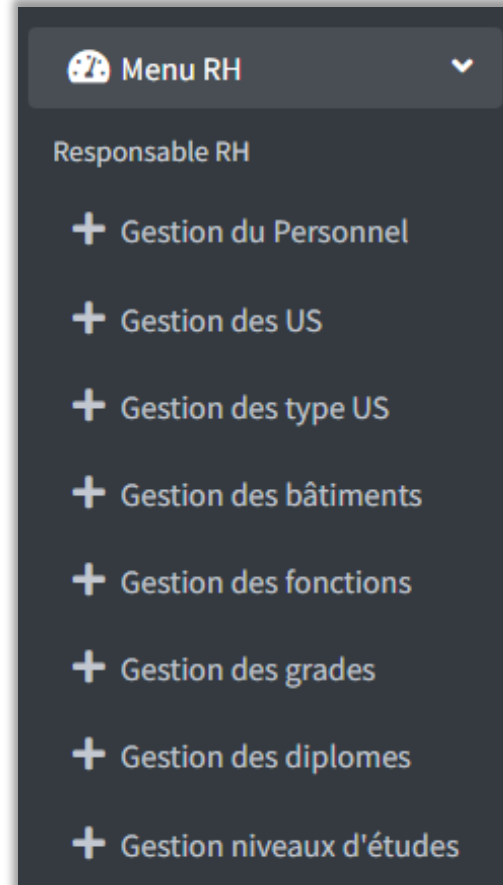 Menu RH
Responsable RH
Gestion du Personnel
Gestion des US
Gestion des type US
Gestion des bâtiments
Gestion des fonctions
Gestion des grades
Gestion des diplomes
Gestion niveaux d'études